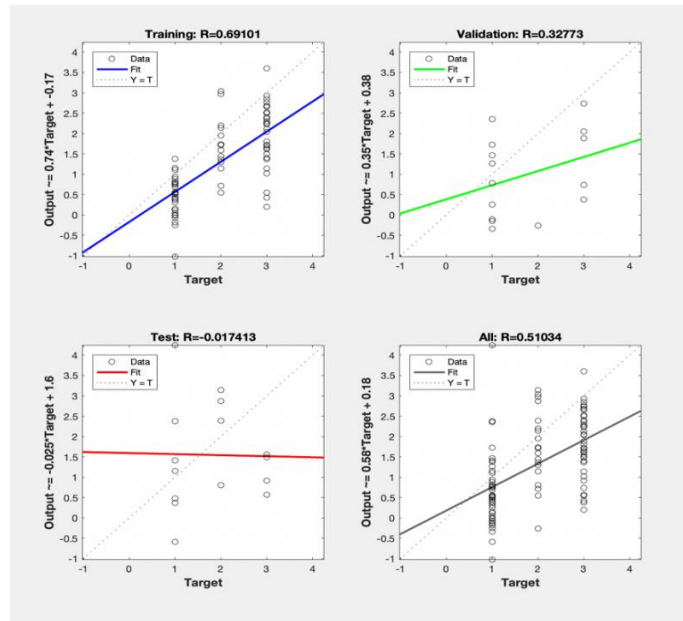 Training: R=0.69101
Data
Fit
Y = T
Output ~= 0.74*Target + -0.17
4
3.5
3
2.5
2
1.5
1
0.5
0
-0.5
-1
-1 0 1 2 3 4
Target
Validation: R=0.32773
Data
Fit
Y = T
Output ~= 0.35*Target + 0.38
4
3.5
3
2.5
2
1.5
1
0.5
0
-0.5
-1
-1 0 1 2 3 4
Target
Test: R=-0.017413
Data
Fit
Y = T
Output ~= -0.025*Target + 1.6
4
3.5
3
2.5
2
1.5
1
0.5
0
-0.5
-1
-1 0 1 2 3 4
Target
All: R=0.51034
Data
Fit
Y = T
Output ~= 0.58*Target + 0.18
4
3.5
3
2.5
2
1.5
1
0.5
0
-0.5
-1
-1 0 1 2 3 4
Target